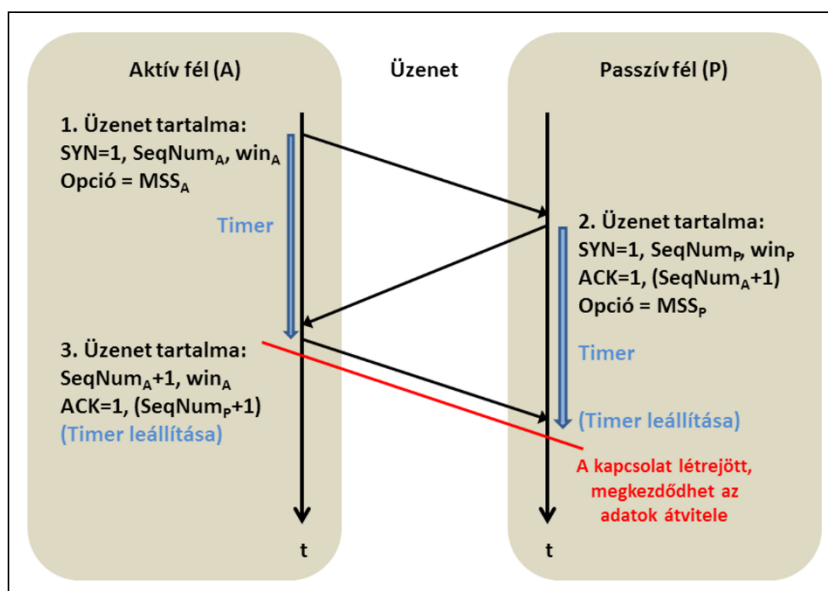 Aktív fél (A)
Üzenet
Passzív fél (P)
1. Üzenet tartalma:
SYN=1, SeqNumA, winA
Opció = MSSA
Timer
2. Üzenet tartalma:
SYN=1, SeqNumP, winP
ACK=1, (SeqNumA+1)
Opció = MSSP
Timer
3. Üzenet tartalma:
SeqNumA+1, winA
ACK=1, (SeqNumP+1)
(Timer leállítása)
(Timer leállítása)
A kapcsolat létrejött,
megkezdődhet az
adatok átvitele
t
t